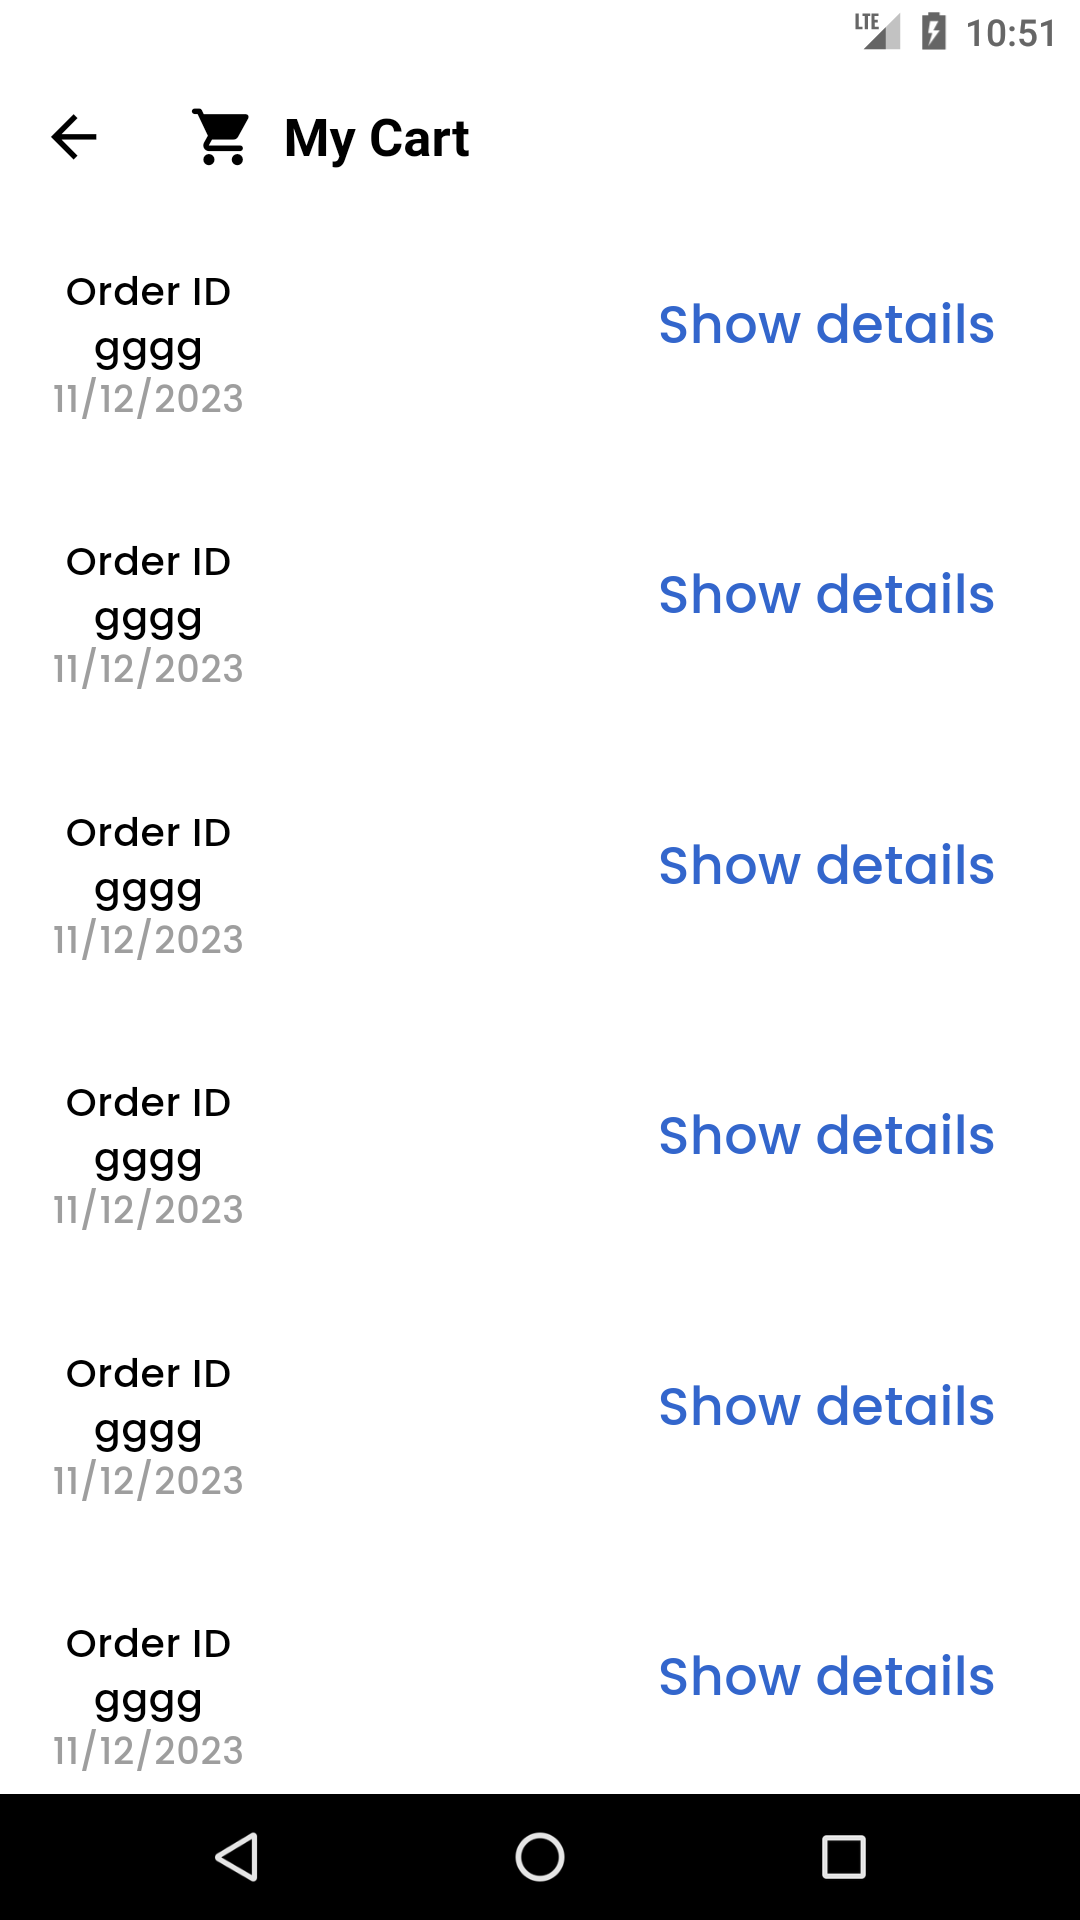 LTE 10:51
My Cart
Order ID
gggg
11/12/2023
Show details
Order ID
gggg
11/12/2023
Show details
Order ID
gggg
11/12/2023
Show details
Order ID
gggg
11/12/2023
Show details
Order ID
gggg
11/12/2023
Show details
Order ID
gggg
11/12/2023
Show details